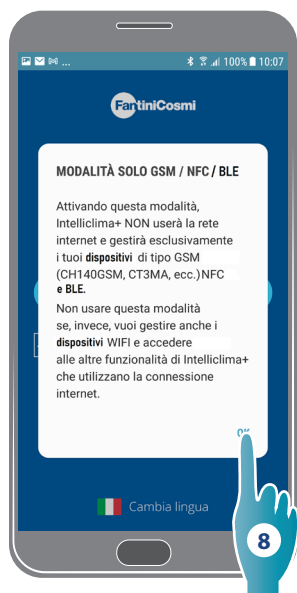 ... 100% 10:07
FantiniCosmi
MODALITÀ SOLO GSM / NFC / BLE
Attivando questa modalità,
Intelliclima+ NON userà la rete
internet e gestirà esclusivamente
i tuoi dispositivi di tipo GSM
(CH140GSM, CT3MA, ecc.)NFC
e BLE.
Non usare questa modalità
se, invece, vuoi gestire anche i
dispositivi WIFI e accedere
alle altre funzionalità di Intelliclima+
che utilizzano la connessione
internet.
OK
Cambia lingua
8